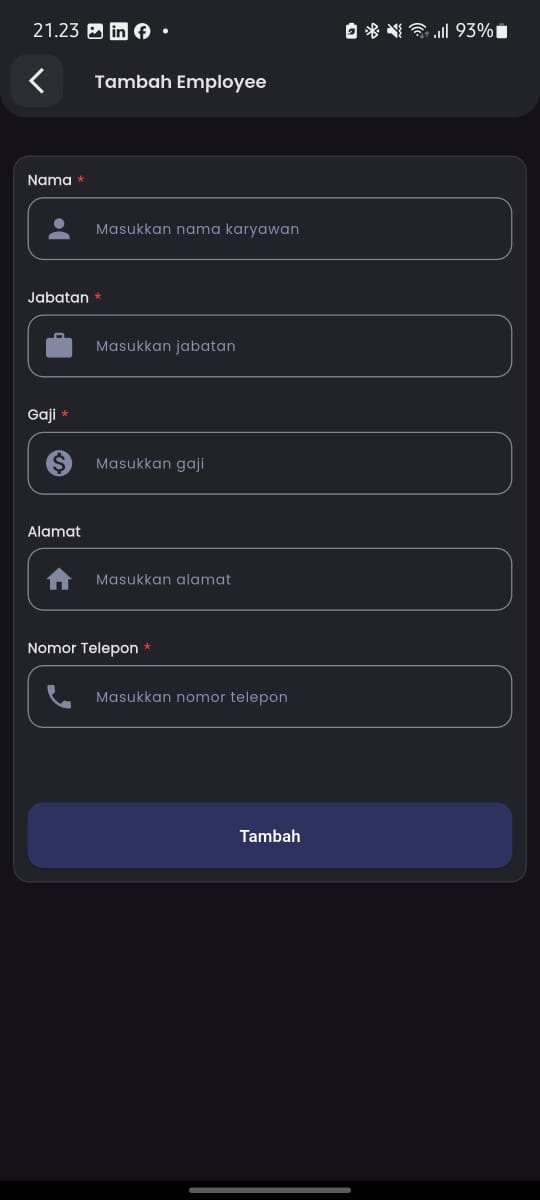 21.23
93%
Tambah Employee
Nama *
Masukkan nama karyawan
Jabatan *
Masukkan jabatan
Gaji *
Masukkan gaji
Alamat
Masukkan alamat
Nomor Telepon *
Masukkan nomor telepon
Tambah